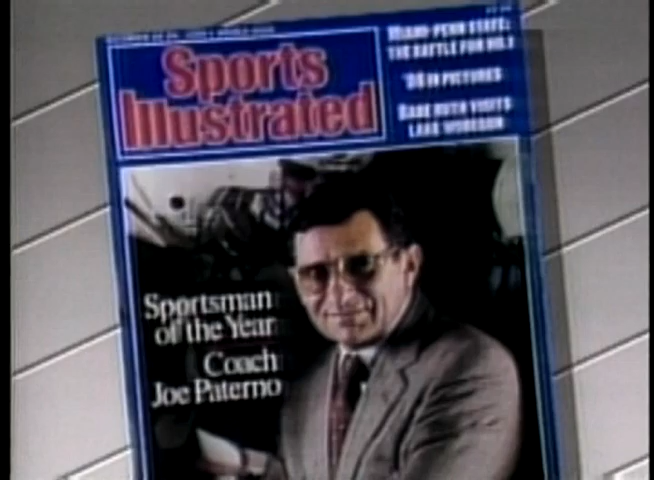 Sports
Illustrated
MIAMI-PENN STATE:
THE BATTLE FOR NO.1
'86 IN PICTURES
BABE RUTH VISITS
LAKE WOBEGON
Sportsman
of the Year
Coach
Joe Paterno